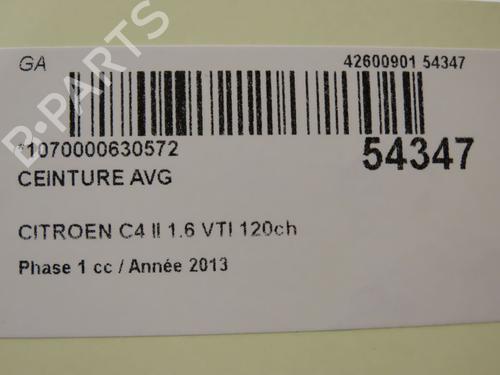 GA
42600901 54347
*1070000630572
54347
CEINTURE AVG
CITROEN C4 II 1.6 VTI 120ch
Phase 1 cc / Année 2013
B-PARTS